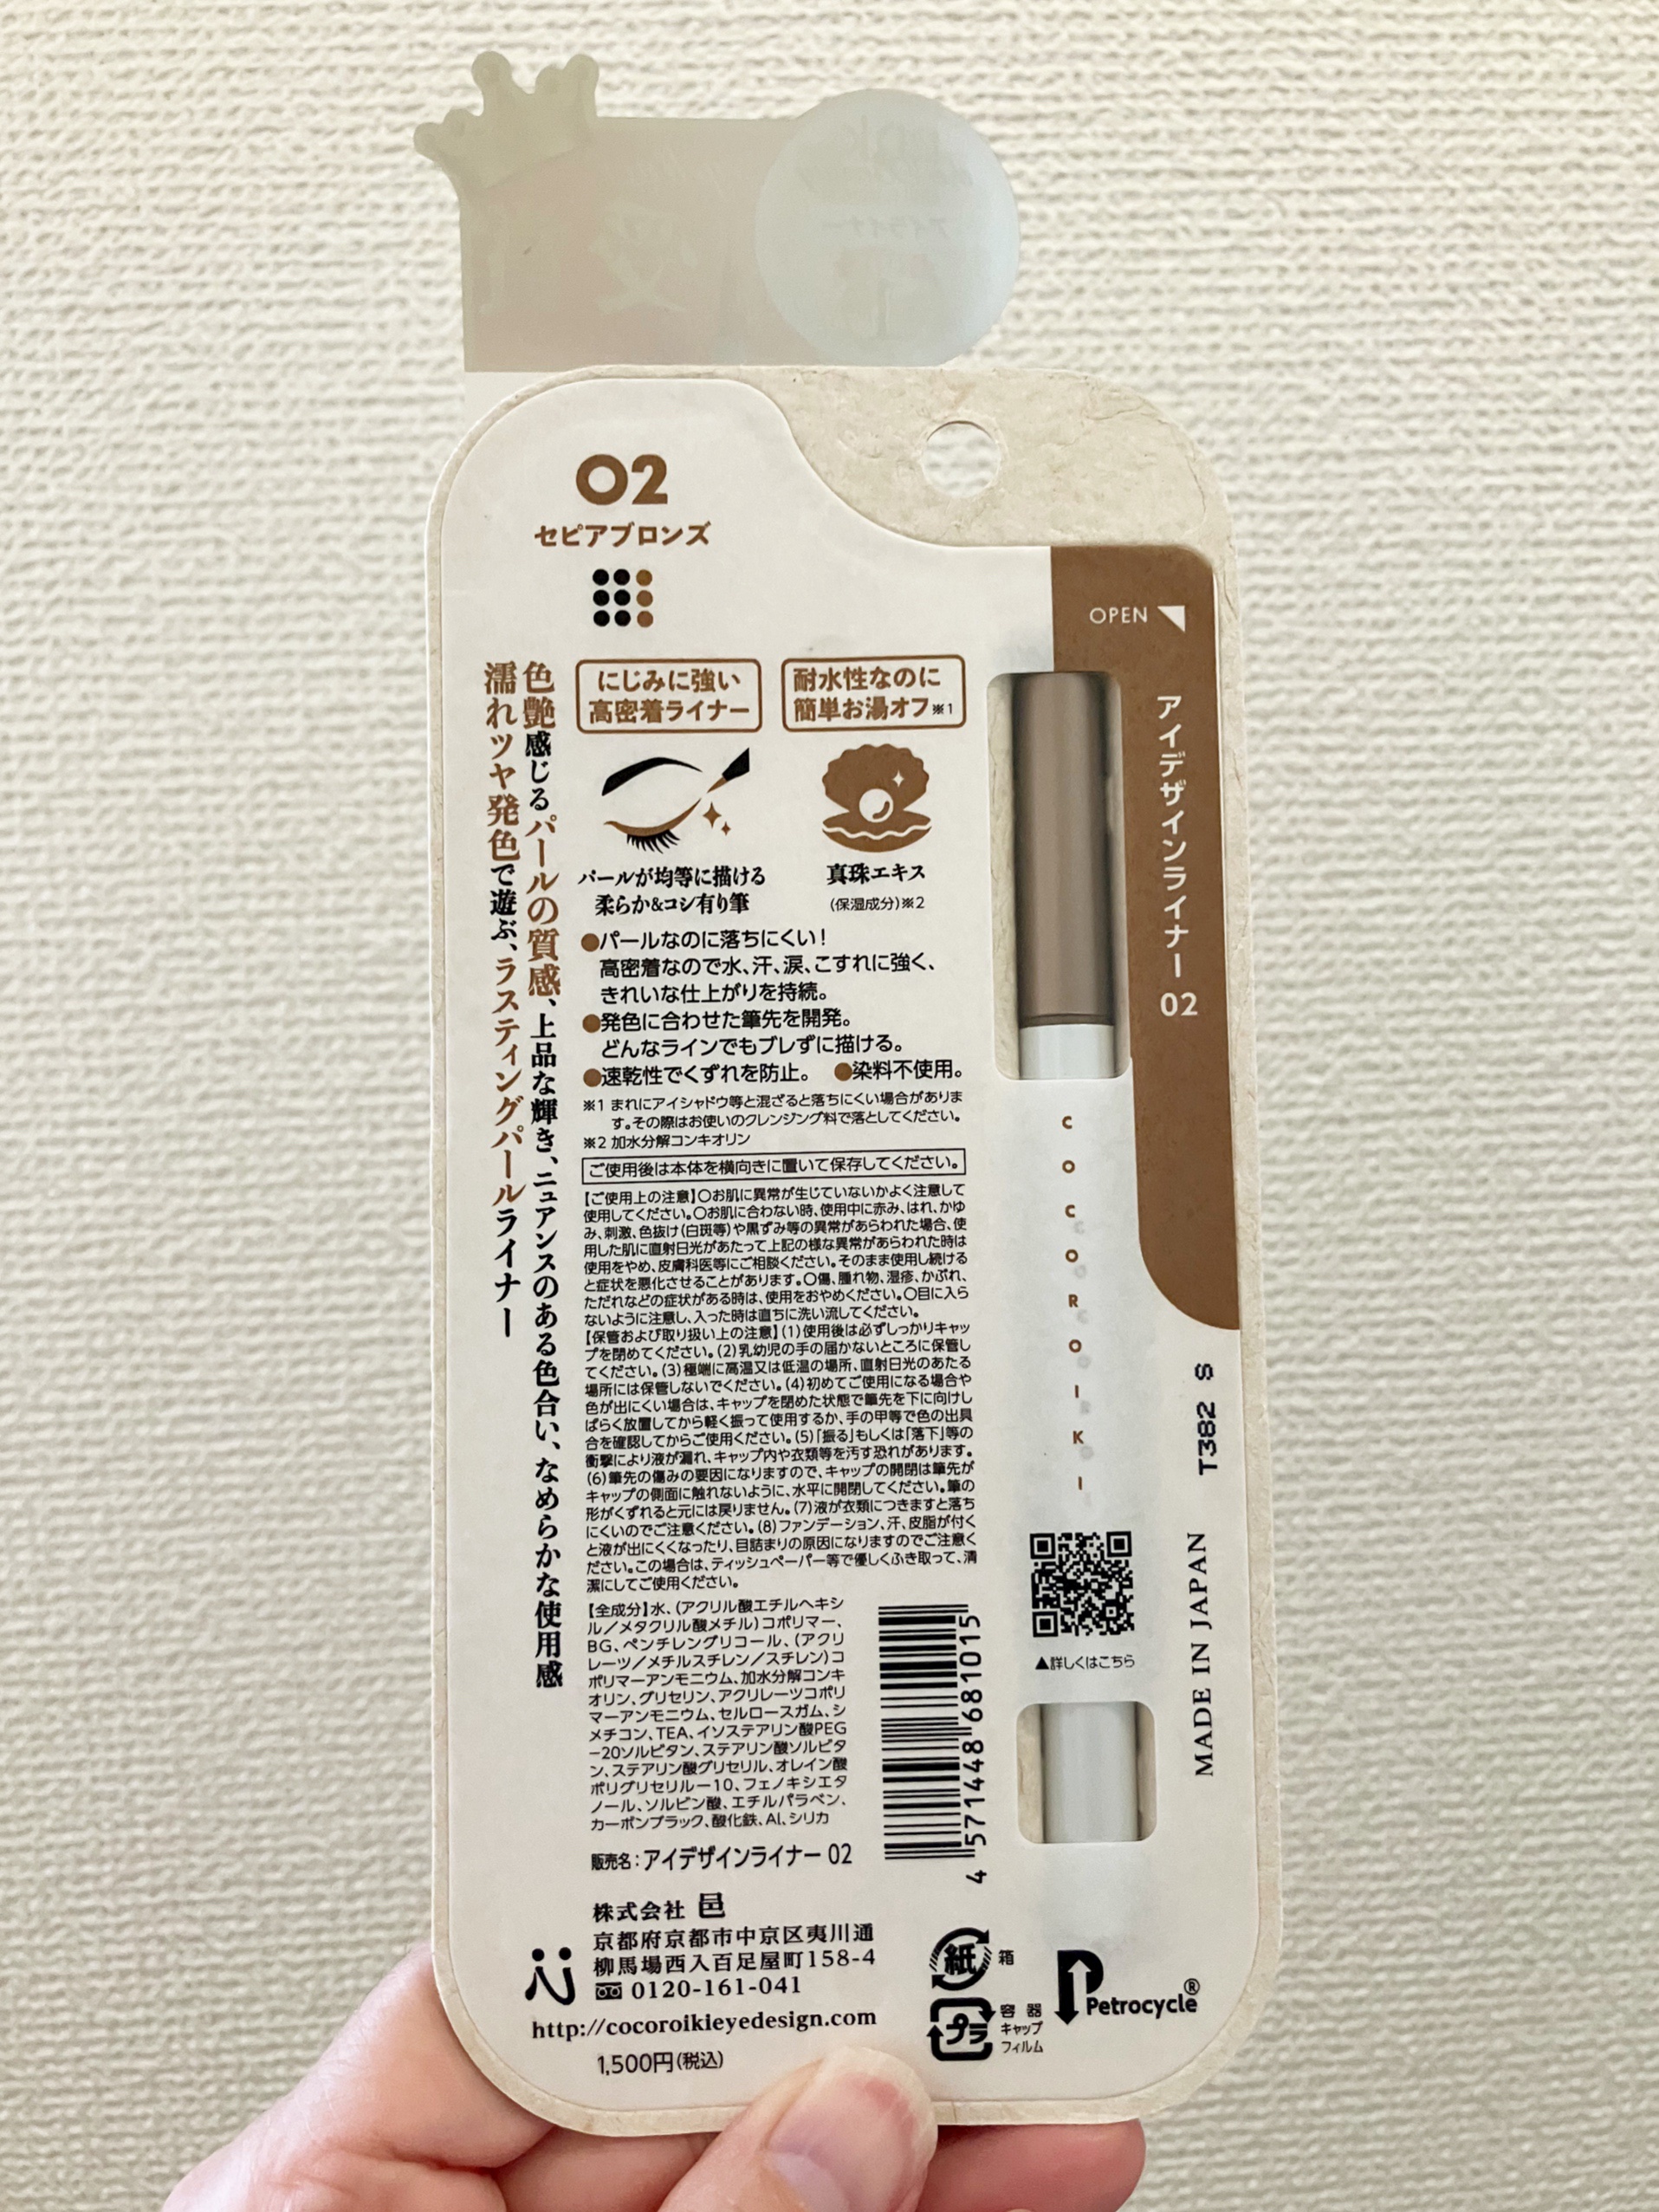 02
セピアブロンズ
OPEN
アイデザインライナー 02
色艶感じるパールの質感、上品な輝き、ニュアンスのある色合い、なめらかな使用感
濡れツヤ発色で遊ぶ、ラスティングパールライナー
にじみに強い
高密着ライナー
耐水性なのに
簡単お湯オフ※1
パールが均等に描ける
柔らか&コシ有り筆
真珠エキス
(保湿成分)※2
●パールなのに落ちにくい!
高密着なので水、汗、涙、こすれに強く、
きれいな仕上がりを持続。
●発色に合わせた筆先を開発。
どんなラインでもブレずに描ける。
●速乾性でくずれを防止。 ●染料不使用。
※1 まれにアイシャドウ等と混ざると落ちにくい場合がありま
す。その際はお使いのクレンジング料で落としてください。
※2 加水分解コンキオリン
ご使用後は本体を横向きに置いて保存してください。
【ご使用上の注意】〇お肌に異常が生じていないかよく注意して
使用してください。〇お肌に合わない時、使用中に赤み、はれ、かゆ
み、刺激、色抜け(白斑等)や黒ずみ等の異常があらわれた場合、使
用した肌に直射日光があたって上記の様な異常があらわれた時は
使用をやめ、皮膚科医等にご相談ください。そのまま使用し続ける
と症状を悪化させることがあります。〇傷、腫れ物、湿疹、かぶれ、
ただれなどの症状がある時は、使用をおやめください。〇目に入ら
ないように注意し、入った時は直ちに洗い流してください。
【保管および取り扱い上の注意】(1)使用後は必ずしっかりキャッ
プを閉めてください。(2)乳幼児の手の届かないところに保管し
てください。(3)極端に高温又は低温の場所、直射日光のあたる
場所には保管しないでください。(4)初めてご使用になる場合や
色が出にくい場合は、キャップを閉めた状態で筆先を下に向けし
ばらく放置してから軽く振って使用するか、手の甲等で色の出具
合を確認してからご使用ください。(5)「振る」もしくは「落下」等の
衝撃により液が漏れ、キャップ内や衣類等を汚す恐れがあります。
(6)筆先の傷みの要因になりますので、キャップの開閉は筆先が
キャップの側面に触れないように、水平に開閉してください。筆の
形がくずれると元には戻りません。(7)液が衣類につきますと落ち
にくいのでご注意ください。(8)ファンデーション、汗、皮脂が付く
と液が出にくくなったり、目詰まりの原因になりますのでご注意く
ださい。この場合は、ティッシュペーパー等で優しくふき取って、清
潔にしてご使用ください。
【全成分】水、(アクリル酸エチルヘキシ
ル/メタクリル酸メチル)コポリマー、
BG、ペンチレングリコール、(アクリ
レーツ/メチルスチレン/スチレン)コ
ポリマーアンモニウム、加水分解コンキ
オリン、グリセリン、アクリレーツコポリ
マーアンモニウム、セルロースガム、シ
メチコン、TEA、イソステアリン酸PEG
-20ソルビタン、ステアリン酸ソルビタ
ン、ステアリン酸グリセリル、オレイン酸
ポリグリセリル-10、フェノキシエタ
ノール、ソルビン酸、エチルパラベン、
カーボンブラック、酸化鉄、Al、シリカ
販売名:アイデザインライナー 02
4 571448 681015
COCOROIKI
▲詳しくはこちら
T382 S
MADE IN JAPAN
株式会社 邑
京都府京都市中京区夷川通
柳馬場西入百足屋町158-4
0120-161-041
http://cocoroikieyedesign.com
1,500円(税込)
紙 箱
プラ 容器
キャップ
フィルム
Petrocycle®